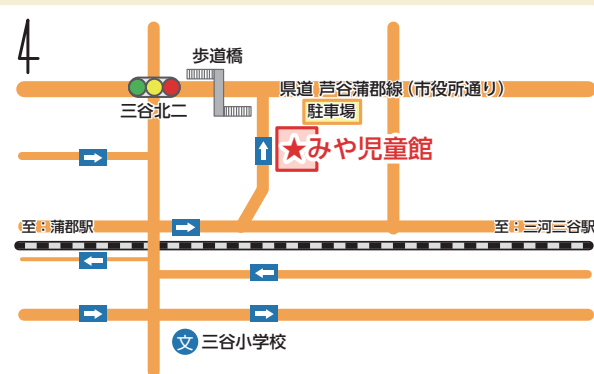 4
歩道橋
県道 芦谷蒲郡線（市役所通り）
三谷北二
駐車場
★みや児童館
至：蒲郡駅
至：三河三谷駅
文 三谷小学校